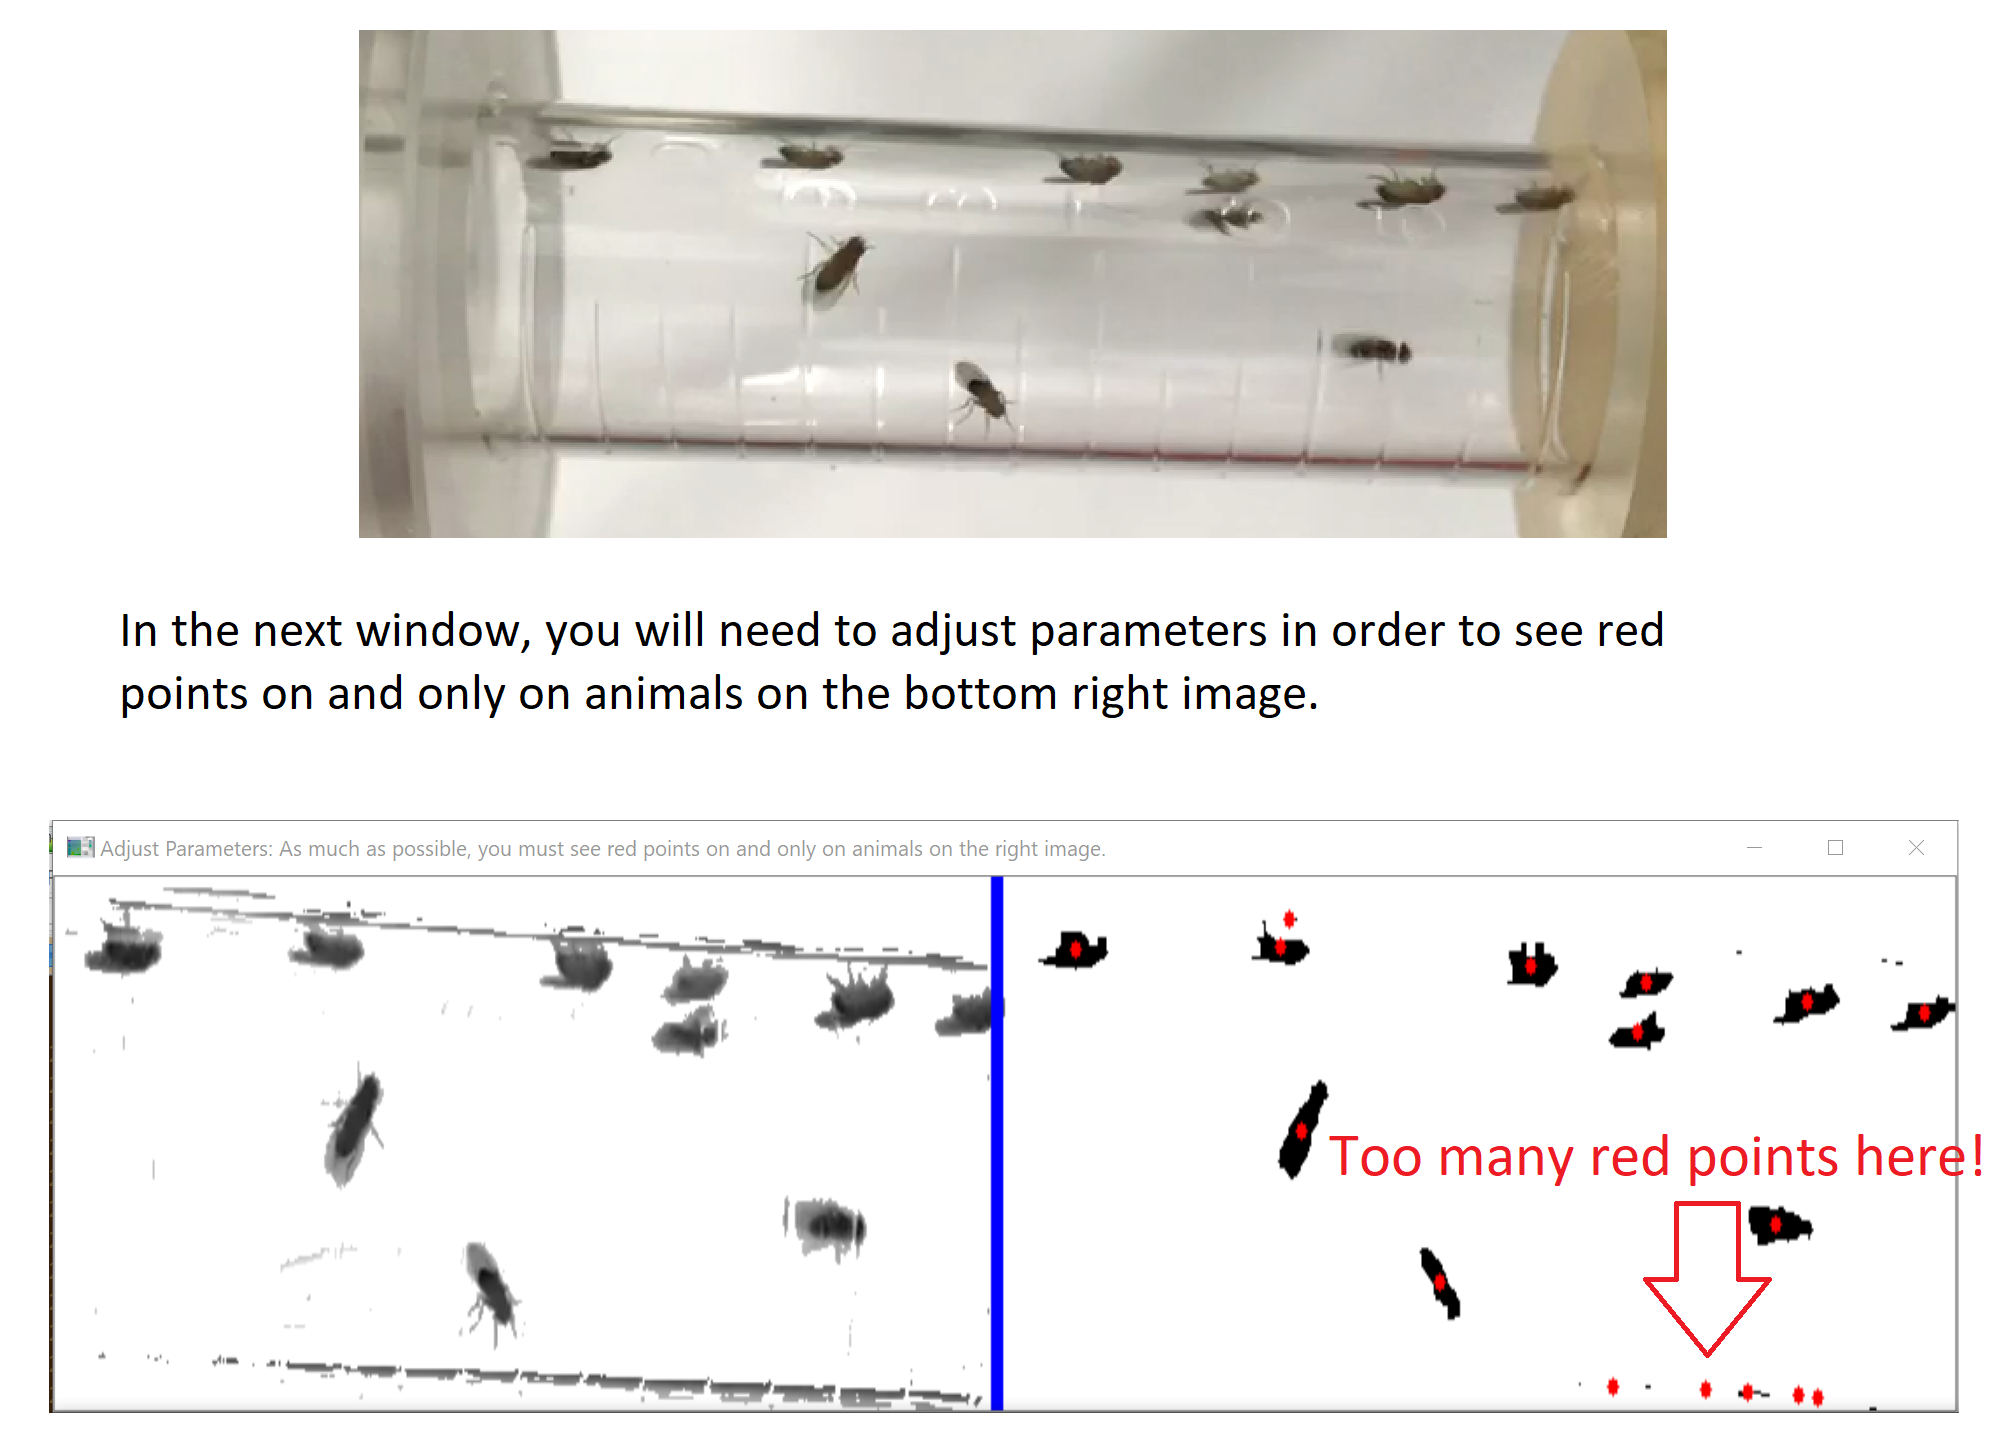 In the next window, you will need to adjust parameters in order to see red
points on and only on animals on the bottom right image.
Adjust Parameters: As much as possible, you must see red points on and only on animals on the right image.
Too many red points here!